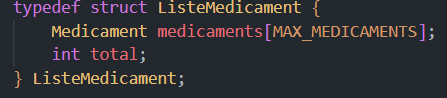 typedef struct ListeMedicament {
    Medicament medicaments[MAX_MEDICAMENTS];
    int total;
} ListeMedicament;